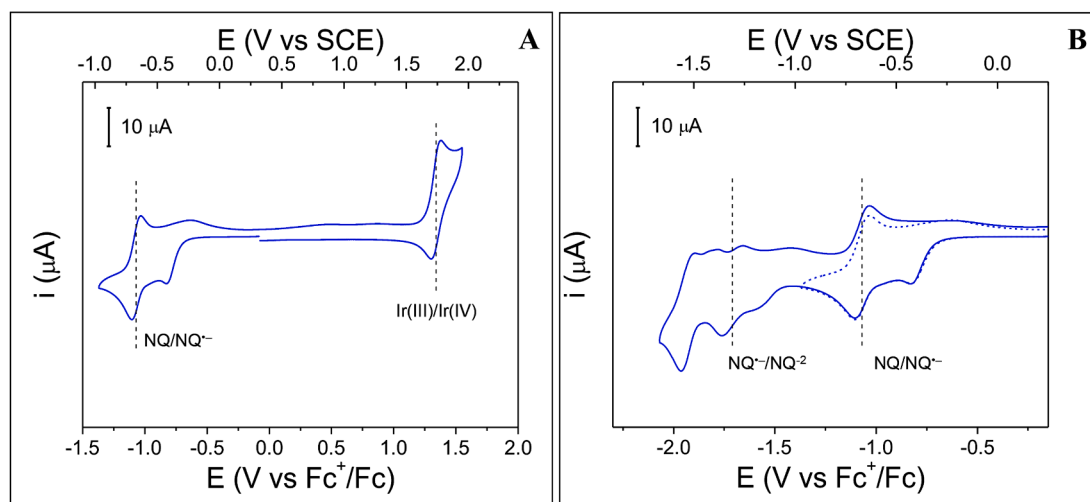 E (V vs SCE)
A
-1.0 -0.5 0.0 0.5 1.0 1.5 2.0
10 μA
i (μA)
Ir(III)/Ir(IV)
NQ/NQ•–
-1.5 -1.0 -0.5 0.0 0.5 1.0 1.5 2.0
E (V vs Fc⁺/Fc)
E (V vs SCE)
B
-1.5 -1.0 -0.5 0.0
10 μA
i (μA)
NQ•–/NQ⁻² NQ/NQ•–
-2.0 -1.5 -1.0 -0.5
E (V vs Fc⁺/Fc)